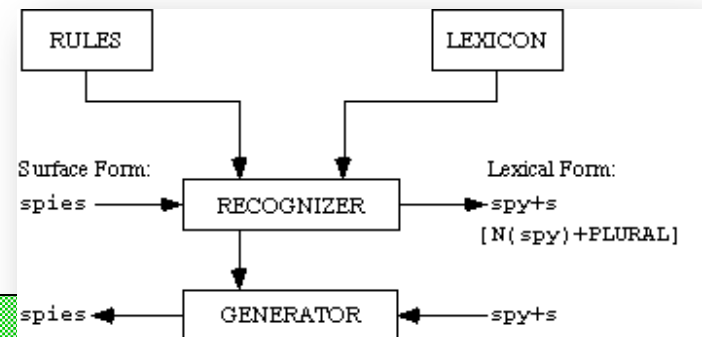 RULES LEXICON
Surface Form: Lexical Form:
spies RECOGNIZER spy+s
[N(spy)+PLURAL]
spies GENERATOR spy+s